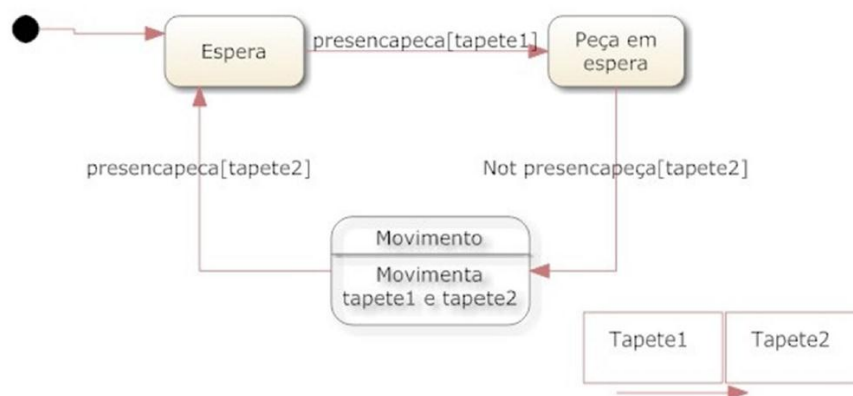 Espera
presencapeca[tapete1]
Peça em
espera
presencapeca[tapete2]
Not presencapeça[tapete2]
Movimento
Movimenta
tapete1 e tapete2
Tapete1
Tapete2